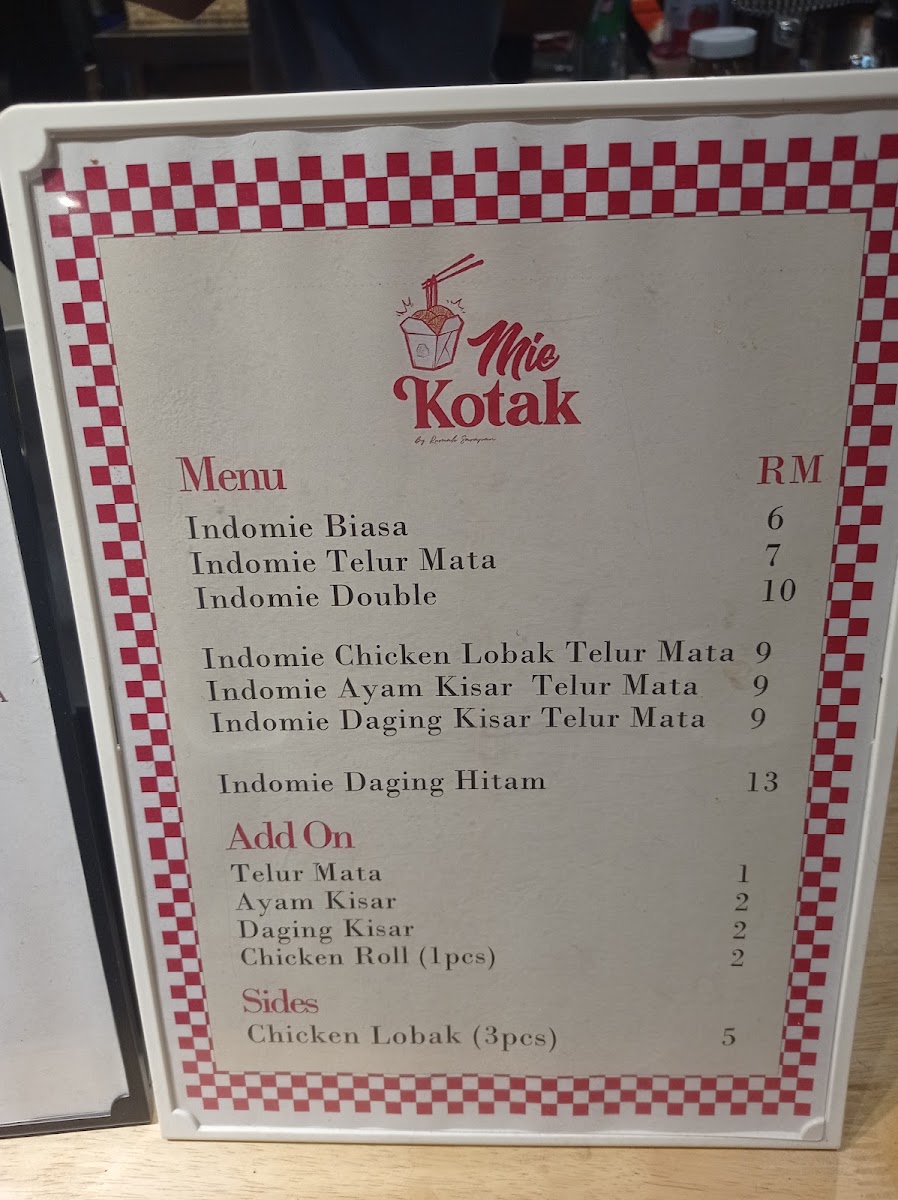 Mie
Kotak
Menu RM
Indomie Biasa 6
Indomie Telur Mata 7
Indomie Double 10
Indomie Chicken Lobak Telur Mata 9
Indomie Ayam Kisar Telur Mata 9
Indomie Daging Kisar Telur Mata 9
Indomie Daging Hitam 13
Add On
Telur Mata 1
Ayam Kisar 2
Daging Kisar 2
Chicken Roll (1pcs) 2
Sides
Chicken Lobak (3pcs) 5